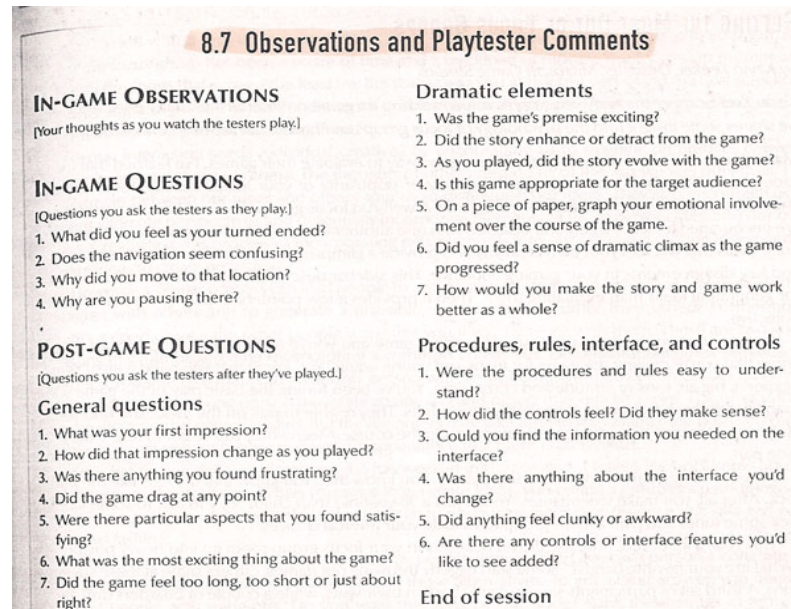 8.7 Observations and Playtester Comments
IN-GAME OBSERVATIONS
[Your thoughts as you watch the testers play.]
IN-GAME QUESTIONS
[Questions you ask the testers as they play.]
1. What did you feel as your turned ended?
2. Does the navigation seem confusing?
3. Why did you move to that location?
4. Why are you pausing there?
POST-GAME QUESTIONS
[Questions you ask the testers after they've played.]
General questions
1. What was your first impression?
2. How did that impression change as you played?
3. Was there anything you found frustrating?
4. Did the game drag at any point?
5. Were there particular aspects that you found satis-
fying?
6. What was the most exciting thing about the game?
7. Did the game feel too long, too short or just about
right?
Dramatic elements
1. Was the game's premise exciting?
2. Did the story enhance or detract from the game?
3. As you played, did the story evolve with the game?
4. Is this game appropriate for the target audience?
5. On a piece of paper, graph your emotional involve-
ment over the course of the game.
6. Did you feel a sense of dramatic climax as the game
progressed?
7. How would you make the story and game work
better as a whole?
Procedures, rules, interface, and controls
1. Were the procedures and rules easy to under-
stand?
2. How did the controls feel? Did they make sense?
3. Could you find the information you needed on the
interface?
4. Was there anything about the interface you'd
change?
5. Did anything feel clunky or awkward?
6. Are there any controls or interface features you'd
like to see added?
End of session